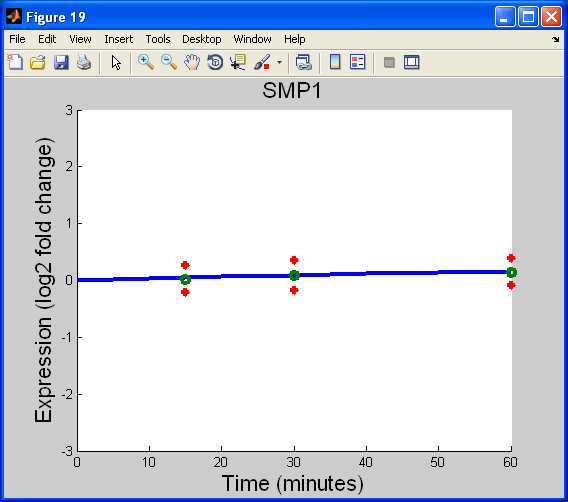 Figure 19
File Edit View Insert Tools Desktop Window Help
SMP1
Expression (log2 fold change)
3
2
1
0
-1
-2
-3
0 10 20 30 40 50 60
Time (minutes)